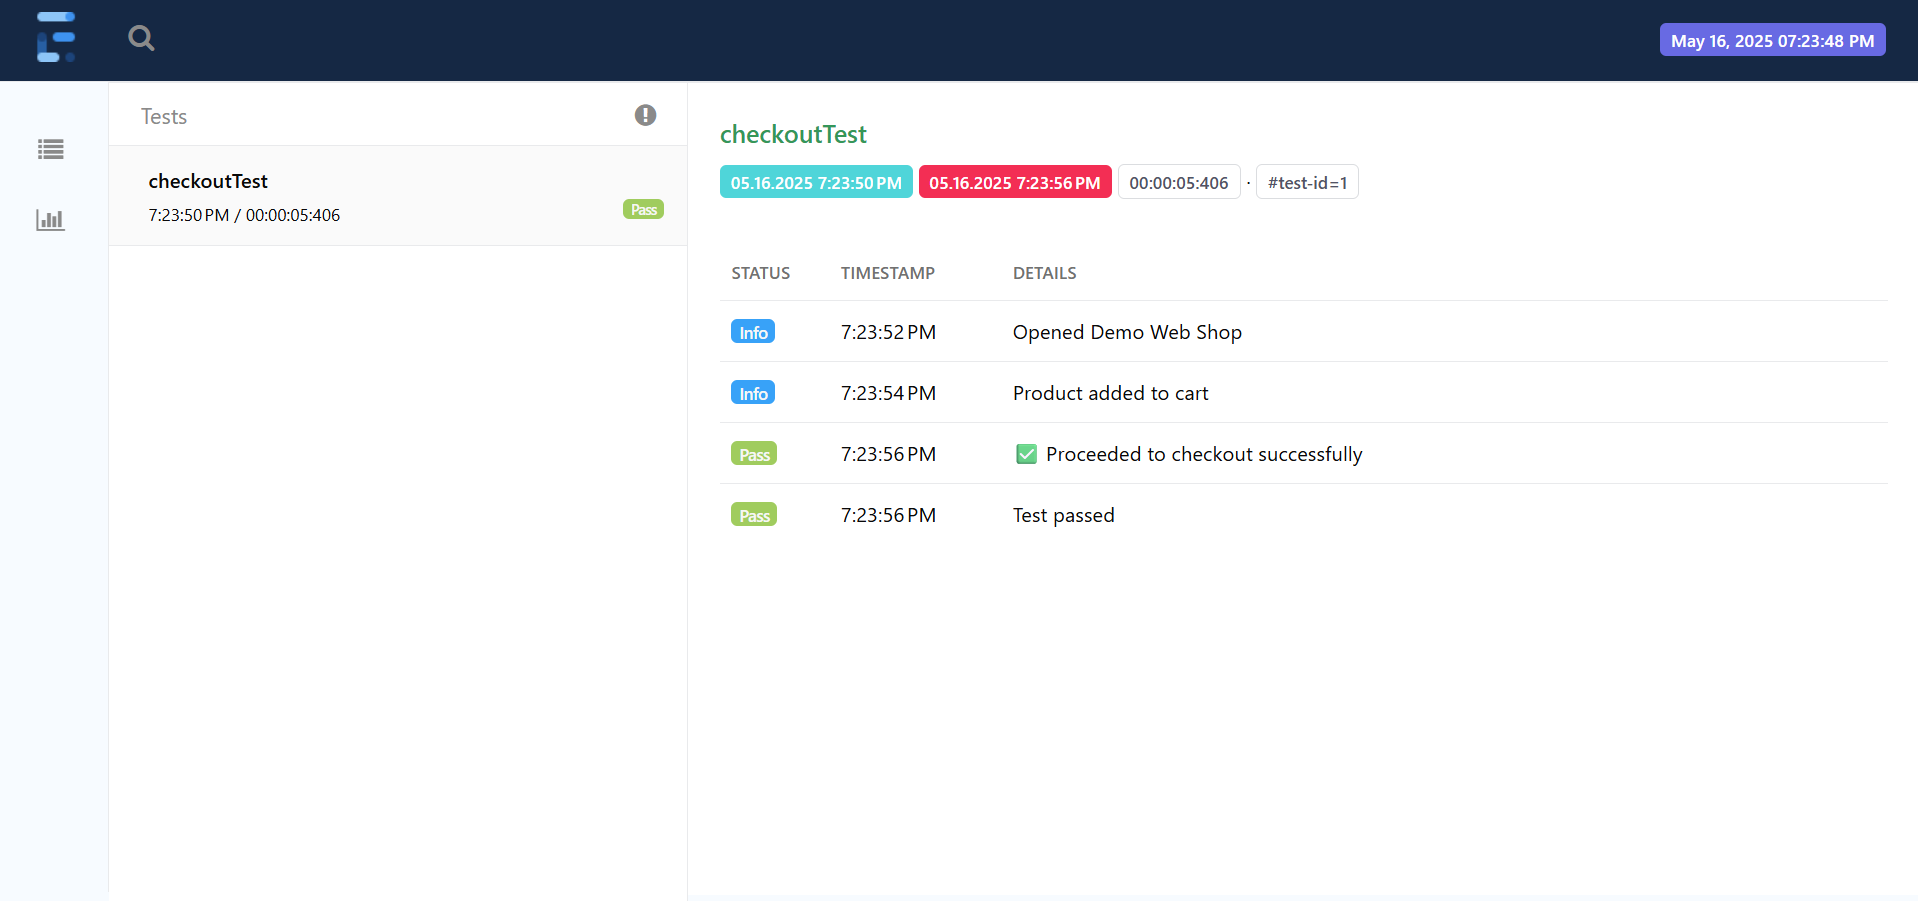 May 16, 2025 07:23:48 PM
Tests
checkoutTest
7:23:50 PM / 00:00:05:406
Pass
checkoutTest
05.16.2025 7:23:50 PM 05.16.2025 7:23:56 PM 00:00:05:406 · #test-id=1
STATUS TIMESTAMP DETAILS
Info 7:23:52 PM Opened Demo Web Shop
Info 7:23:54 PM Product added to cart
Pass 7:23:56 PM ✅ Proceeded to checkout successfully
Pass 7:23:56 PM Test passed